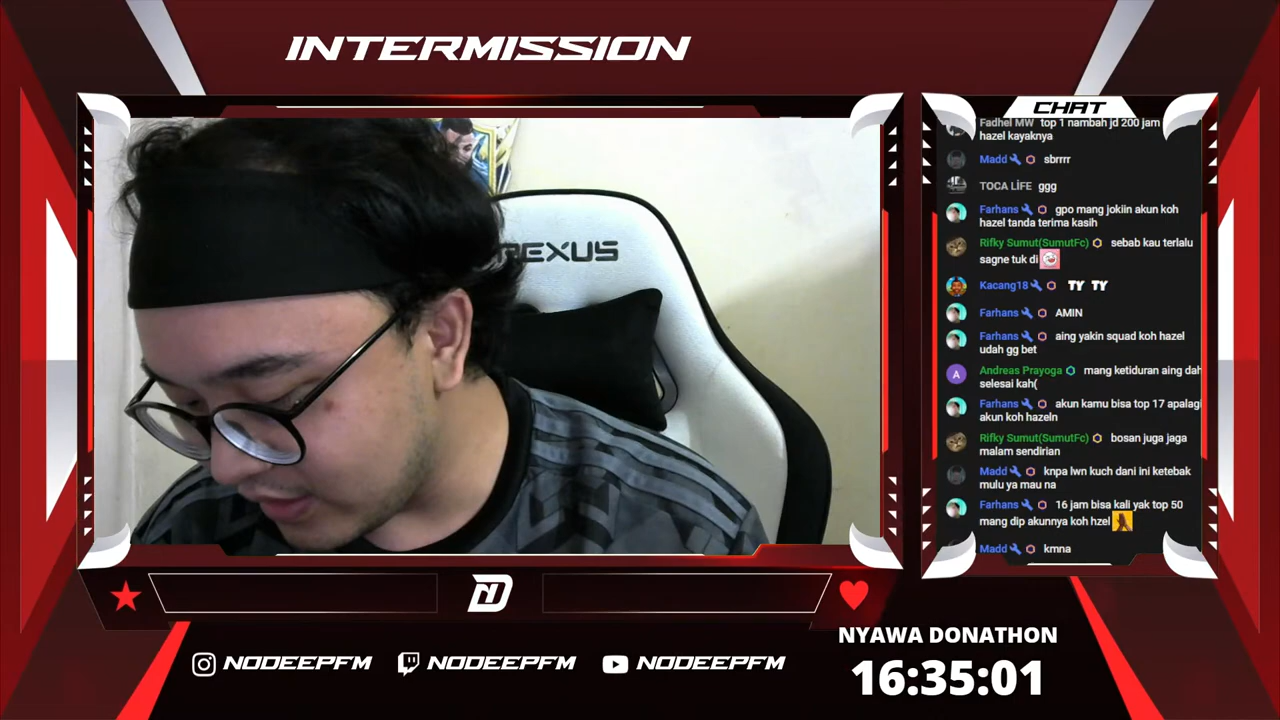 INTERMISSION
REXUS
CHAT
Fadhel MW top 1 nambah jd 200 jam
hazel kayaknya
Madd sbrrrr
TOCA LİFE ggg
Farhans gpo mang jokiin akun koh
hazel tanda terima kasih
Rifky Sumut(SumutFc) sebab kau terlalu
sagne tuk di
Kacang18 TY TY
Farhans AMIN
Farhans aing yakin squad koh hazel
udah gg bet
A Andreas Prayoga mang ketiduran aing dah
selesai kah(
Farhans akun kamu bisa top 17 apalagi
akun koh hazeln
Rifky Sumut(SumutFc) bosan juga jaga
malam sendirian
Madd knpa lwn kuch dani ini ketebak
mulu ya mau na
Farhans 16 jam bisa kali yak top 50
mang dip akunnya koh hzel
Madd kmna
ND
NODEEPFM NODEEPFM NODEEPFM
NYAWA DONATHON
16:35:01